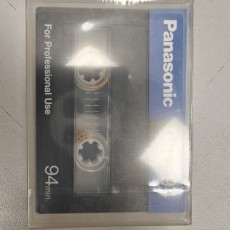 Panasonic
For Professional Use
94min.